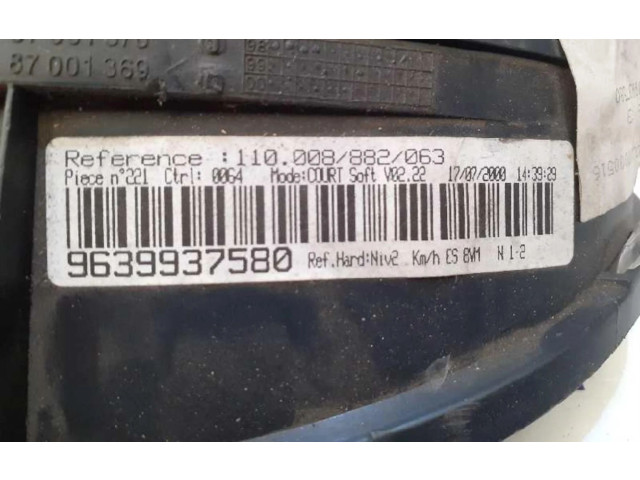 87 001 369
Reference :110.008/882/063
Piece n°221 Ctrl: 0064 Mode:COURT Soft V02.22 17/07/2000 14:39:29
9639937580 Ref.Hard:Niv2 Km/h ES 8VM N 1-2